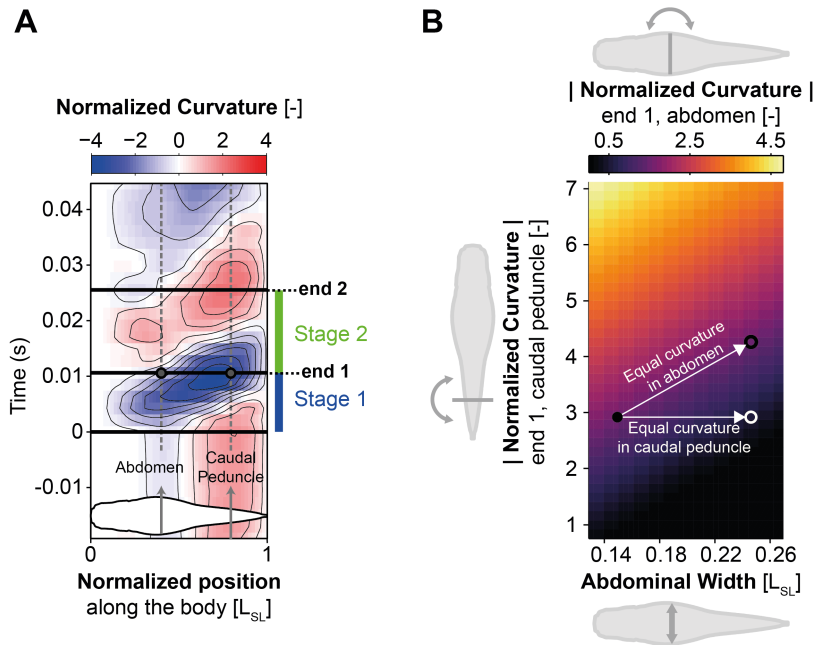 A
Normalized Curvature [-]
−4 −2 0 2 4
0.04
0.03
0.02
0.01
0
-0.01
Time (s)
end 2
Stage 2
end 1
Stage 1
Abdomen
Caudal
Peduncle
0 1
Normalized position
along the body [L_SL]
B
| Normalized Curvature |
end 1, abdomen [-]
0.5 2.5 4.5
| Normalized Curvature |
end 1, caudal peduncle [-]
7
6
5
4
3
2
1
Equal curvature
in abdomen
Equal curvature
in caudal peduncle
0.14 0.18 0.22 0.26
Abdominal Width [L_SL]